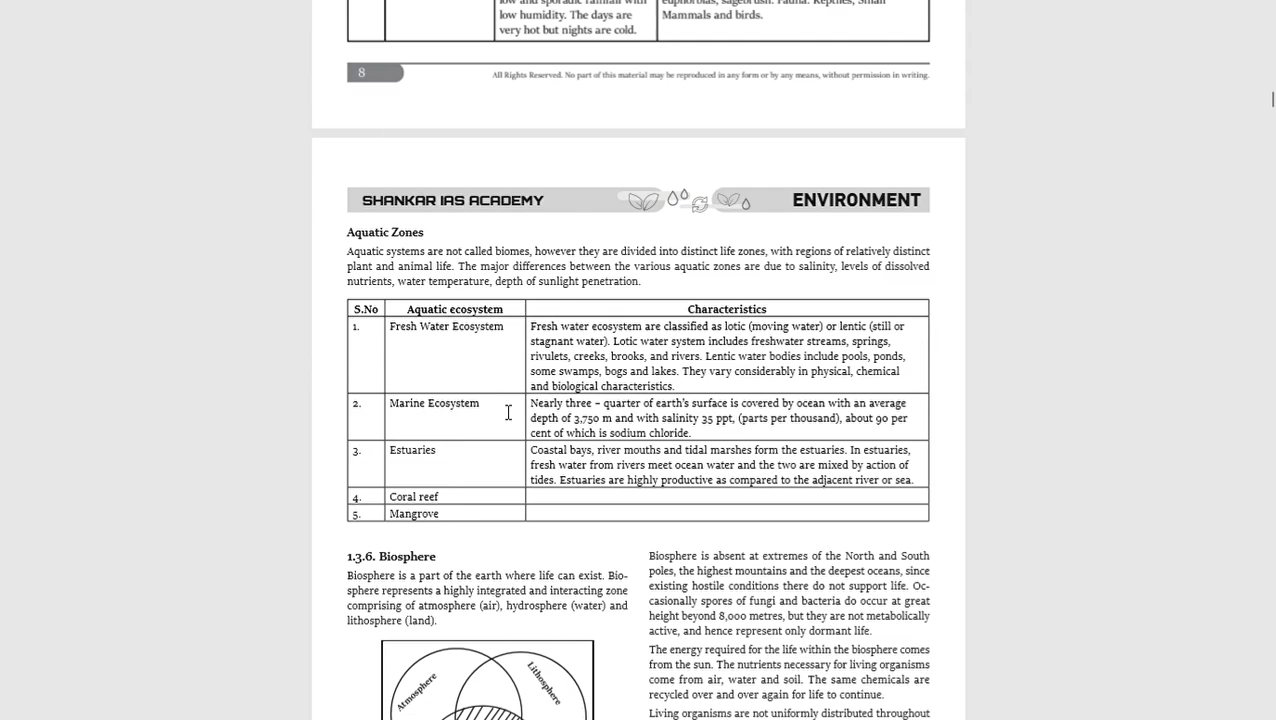 low and sporadic rainfall with
low humidity. The days are
very hot but nights are cold.
euphorbias, sagebrush. Fauna: Reptiles, Small
Mammals and birds.
8
All Rights Reserved. No part of this material may be reproduced in any form or by any means, without permission in writing.
SHANKAR IAS ACADEMY
ENVIRONMENT
Aquatic Zones
Aquatic systems are not called biomes, however they are divided into distinct life zones, with regions of relatively distinct
plant and animal life. The major differences between the various aquatic zones are due to salinity, levels of dissolved
nutrients, water temperature, depth of sunlight penetration.
S.No Aquatic ecosystem Characteristics
1. Fresh Water Ecosystem Fresh water ecosystem are classified as lotic (moving water) or lentic (still or
stagnant water). Lotic water system includes freshwater streams, springs,
rivulets, creeks, brooks, and rivers. Lentic water bodies include pools, ponds,
some swamps, bogs and lakes. They vary considerably in physical, chemical
and biological characteristics.
2. Marine Ecosystem Nearly three – quarter of earth's surface is covered by ocean with an average
depth of 3,750 m and with salinity 35 ppt, (parts per thousand), about 90 per
cent of which is sodium chloride.
3. Estuaries Coastal bays, river mouths and tidal marshes form the estuaries. In estuaries,
fresh water from rivers meet ocean water and the two are mixed by action of
tides. Estuaries are highly productive as compared to the adjacent river or sea.
4. Coral reef
5. Mangrove
1.3.6. Biosphere
Biosphere is a part of the earth where life can exist. Bio-
sphere represents a highly integrated and interacting zone
comprising of atmosphere (air), hydrosphere (water) and
lithosphere (land).
Atmosphere
Lithosphere
Biosphere is absent at extremes of the North and South
poles, the highest mountains and the deepest oceans, since
existing hostile conditions there do not support life. Oc-
casionally spores of fungi and bacteria do occur at great
height beyond 8,000 metres, but they are not metabolically
active, and hence represent only dormant life.
The energy required for the life within the biosphere comes
from the sun. The nutrients necessary for living organisms
come from air, water and soil. The same chemicals are
recycled over and over again for life to continue.
Living organisms are not uniformly distributed throughout